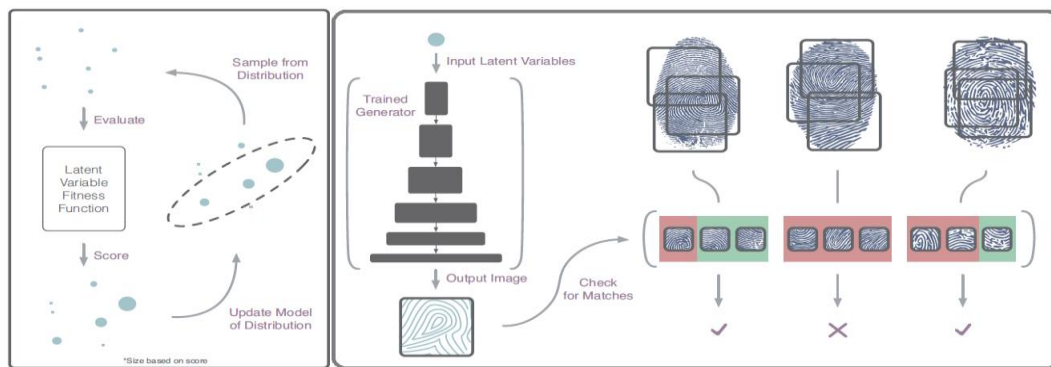 Sample from
Distribution
Evaluate
Latent
Variable
Fitness
Function
Score
Update Model
of Distribution
*Size based on score
Input Latent Variables
Trained
Generator
Output Image
Check
for Matches